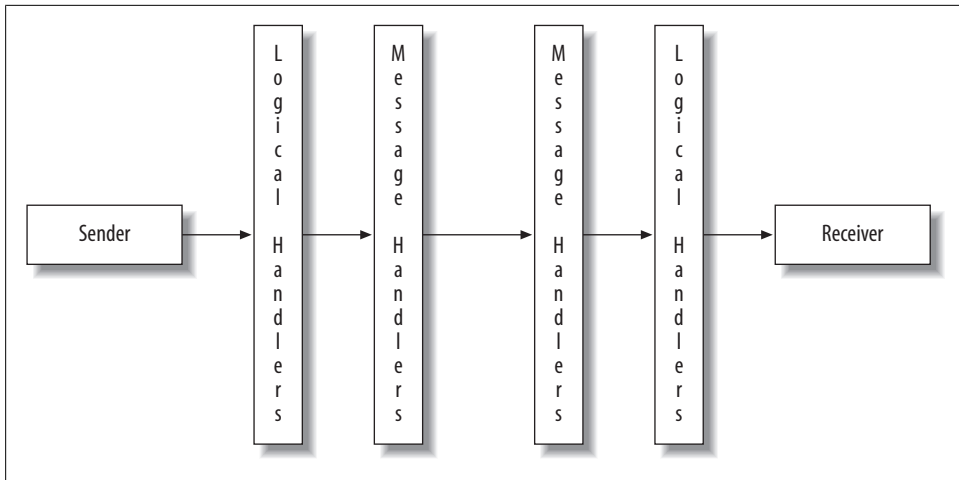 Sender
Logical Handlers
Message Handlers
Message Handlers
Logical Handlers
Receiver